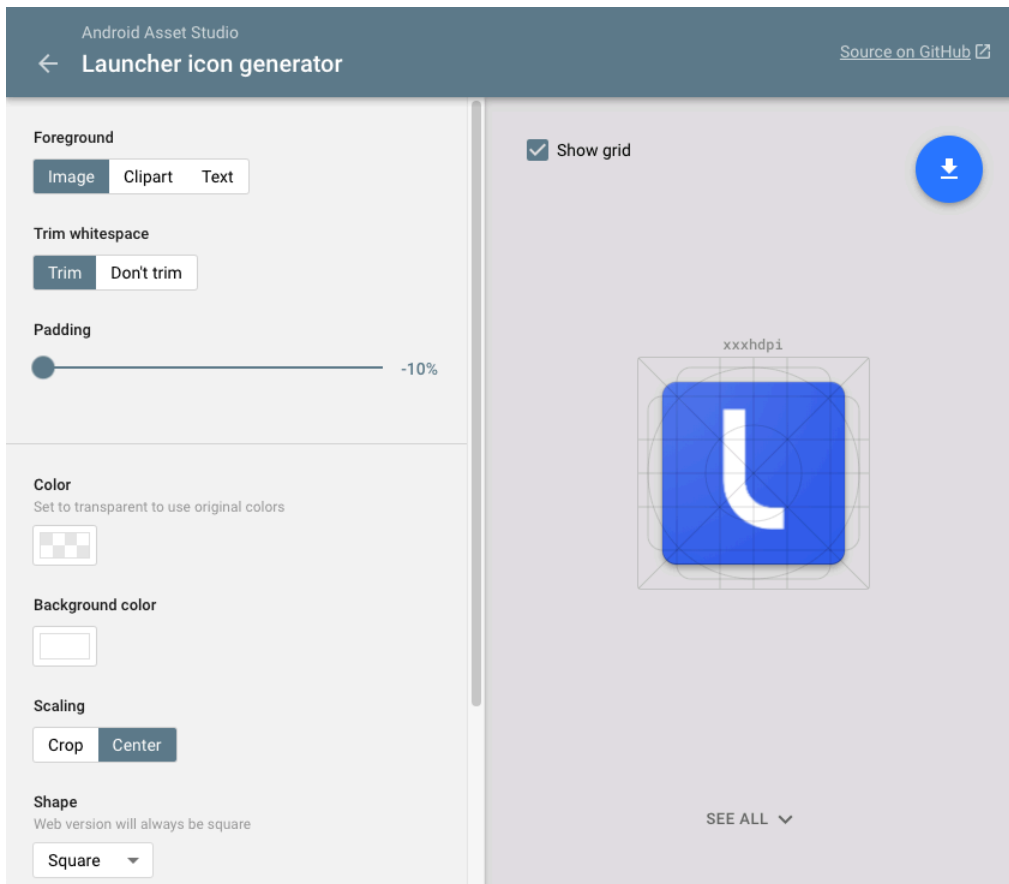 Android Asset Studio
Launcher icon generator
Source on GitHub
Foreground
Image Clipart Text
Trim whitespace
Trim Don't trim
Padding
-10%
Color
Set to transparent to use original colors
Background color
Scaling
Crop Center
Shape
Web version will always be square
Square
Show grid
xxxhdpi
SEE ALL